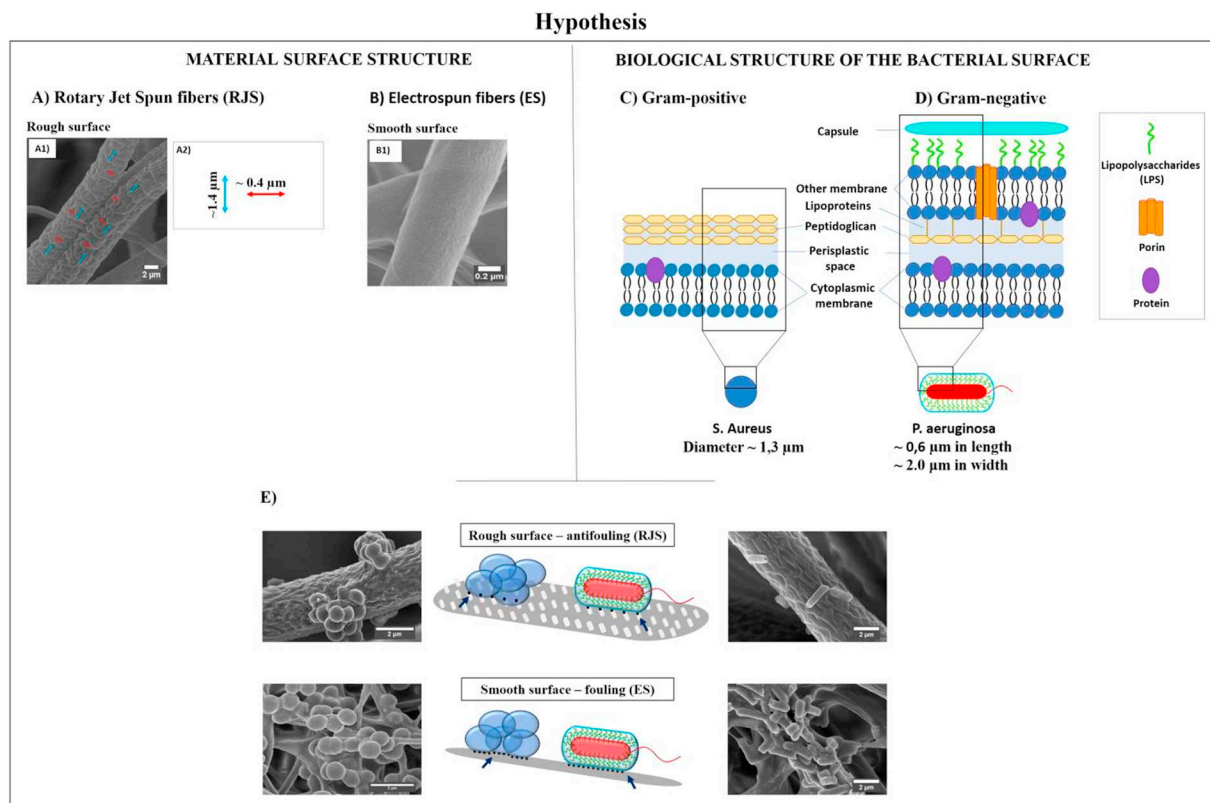 Hypothesis
MATERIAL SURFACE STRUCTURE
A) Rotary Jet Spun fibers (RJS)
Rough surface
A1)
2 µm
A2)
~1.4 µm
~ 0.4 µm
B) Electrospun fibers (ES)
Smooth surface
B1)
0.2 µm
BIOLOGICAL STRUCTURE OF THE BACTERIAL SURFACE
C) Gram-positive
D) Gram-negative
Capsule
Other membrane
Lipoproteins
Peptidoglican
Perisplastic
space
Cytoplasmic
membrane
Lipopolysaccharides
(LPS)
Porin
Protein
S. Aureus
Diameter ~ 1,3 µm
P. aeruginosa
~ 0,6 µm in length
~ 2.0 µm in width
E)
Rough surface – antifouling (RJS)
2 µm
2 µm
Smooth surface – fouling (ES)
2 µm
2 µm